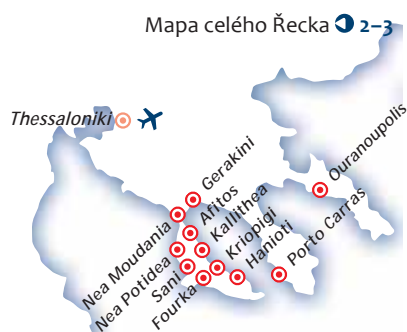 Mapa celého Řecka 2–3
Thessaloniki
Gerakini
Afitos
Kallithea
Kriopigi
Hanioti
Ouranoupolis
Porto Carras
Nea Moudania
Nea Potidea
Sani
Fourka